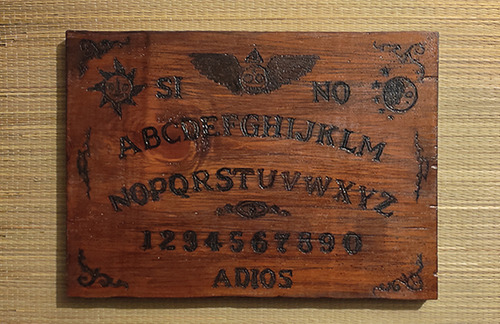 SI NO
ABCDEFGHIJKLM
NOPQRSTUVWXYZ
1234567890
ADIOS